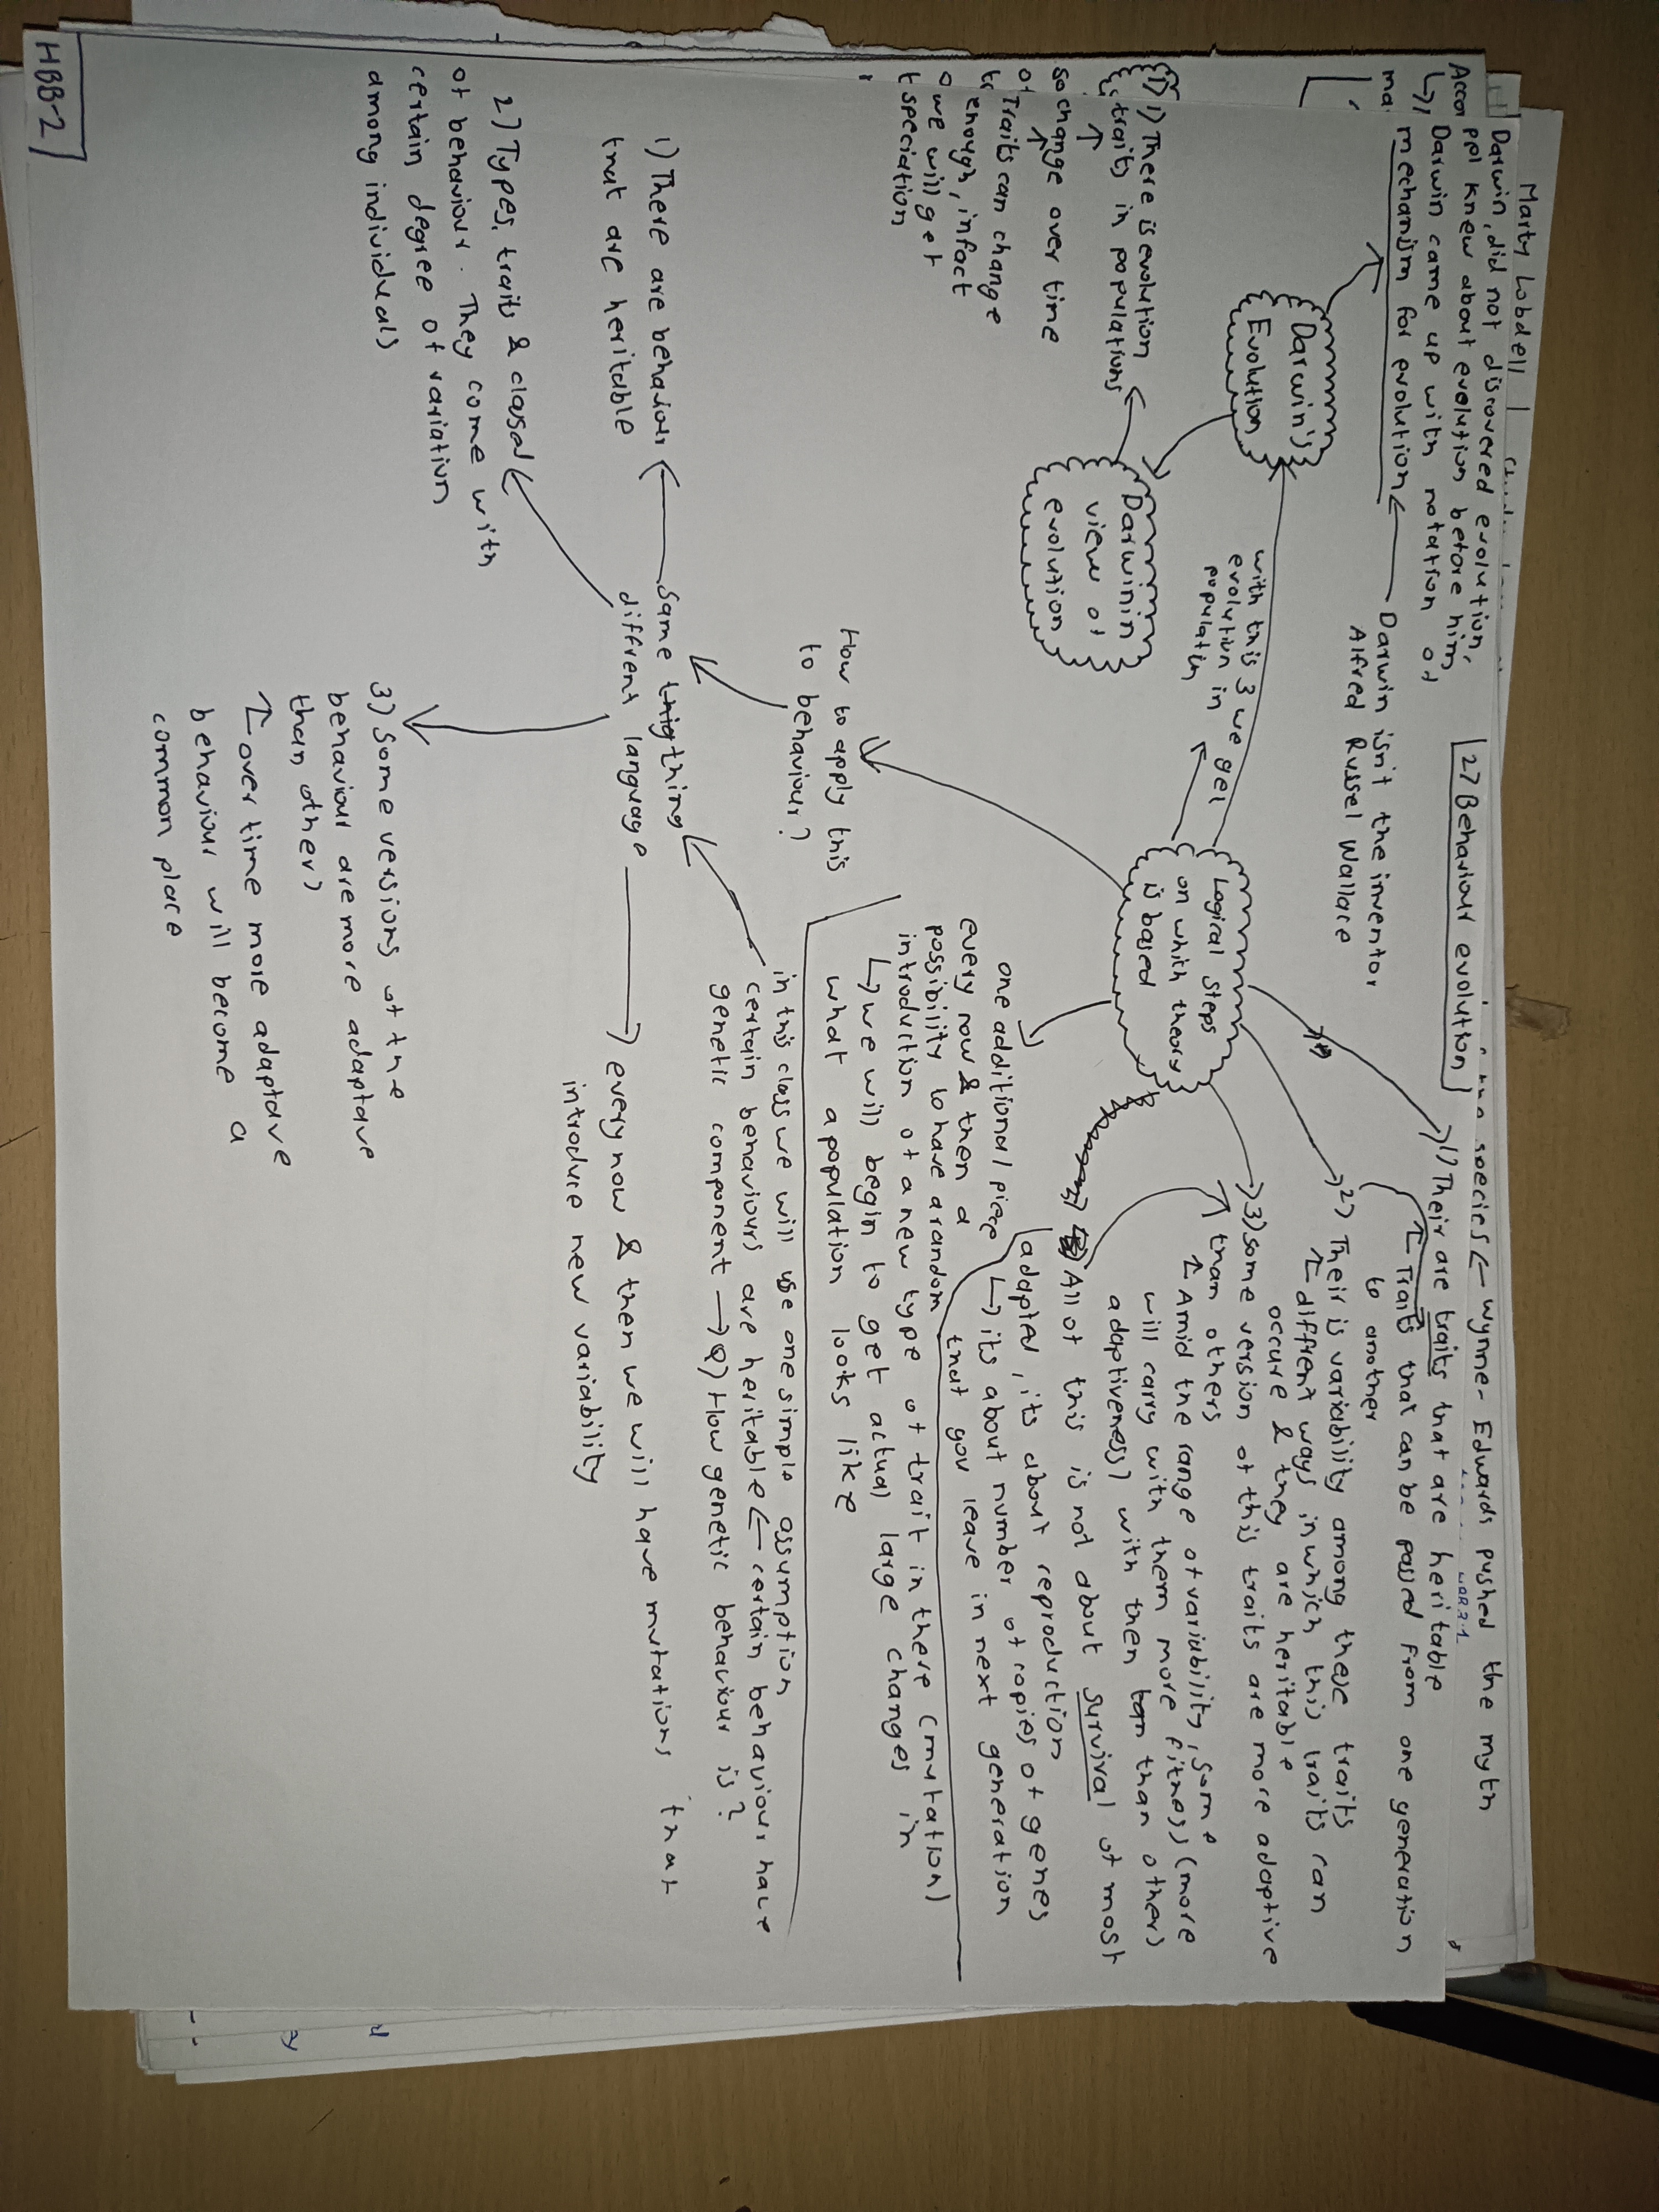 Marty Lobdell
Darwin, did not discovered evolution,
ppl knew about evolution before him,
Darwin came up with notation of
mechanism for evolution
Darwin isn't the inventor
Alfred Russel Wallace
2) Behaviour evolution
species ← Wynne-Edwards pushed the myth
Darwin's
Evolution
Darwinin
view of
evolution
1) There is evolution
traits in populations
↑
change over time
↑
Traits can change
enough, infact
we will get
speciation
with this 3 we get
evolution in
populatin
Logical steps
on which theory
is based
1) Their are traits that are heritable
↑ Traits that can be passed from one generation
to another
2) Their is variability among these traits
↑ diffrent ways in which this traits can
occure & they are heritable
3) some version of this traits are more adaptive
than others
↑ Amid the range of variability, some
will carry with them more fitness (more
adaptiveness) with then than others
All of this is not about survival of most
adapted, its about reproduction
↳ its about number of copies of genes
that you leave in next generation
one additional piece
every now & then a
possibility to have a random
introduction of a new type of trait in there (mutation)
↳ we will begin to get actual large changes in
what a population looks like
How to apply this
to behaviour?
in this class we will use one simple assumption
certain behaviours are heritable ← certain behaviour have
genetic component → Q) How genetic behaviour is?
Same thigthing
diffrent language
every now & then we will have mutations that
introduce new variability
1) There are behaviour
that are heritable
2) Types, traits & classes
of behaviour. They come with
certain degree of variation
among individuals
3) Some versions of the
behaviour are more adaptave
than other)
↑ over time more adaptave
behaviour will become a
common place
HBB-2